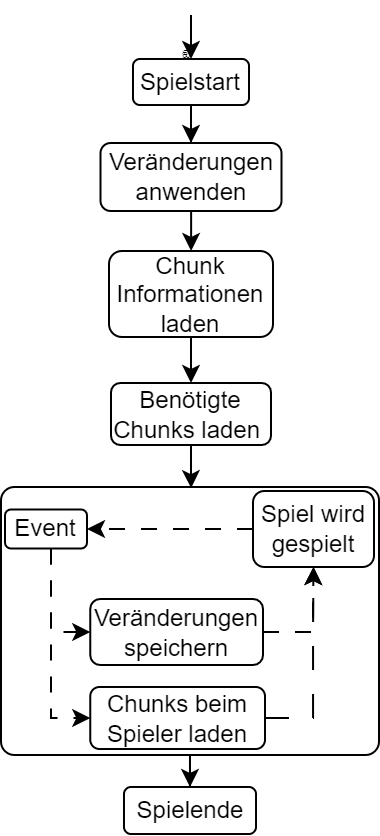 Spielstart
Veränderungen
anwenden
Chunk
Informationen
laden
Benötigte
Chunks laden
Spiel wird
gespielt
Event
Veränderungen
speichern
Chunks beim
Spieler laden
Spielende